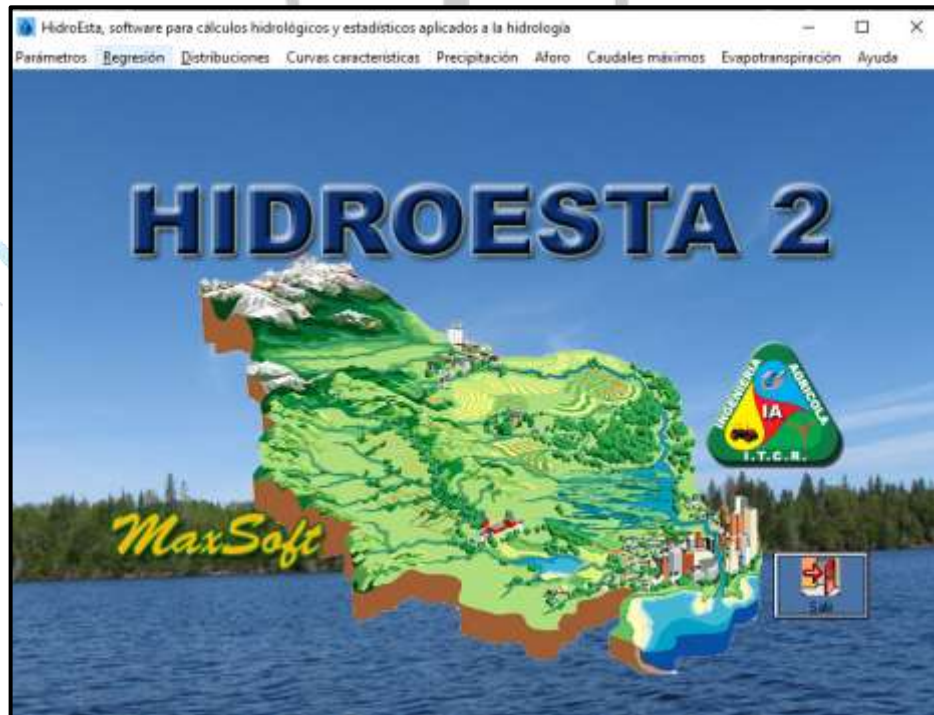 HidroEsta, software para cálculos hidrológicos y estadísticos aplicados a la hidrología
Parámetros Regresión Distribuciones Curvas características Precipitación Aforo Caudales máximos Evapotranspiración Ayuda
HIDROESTA 2
INGENIERÍA AGRICOLA
IA
I.T.C.R.
MaxSoft
Salir